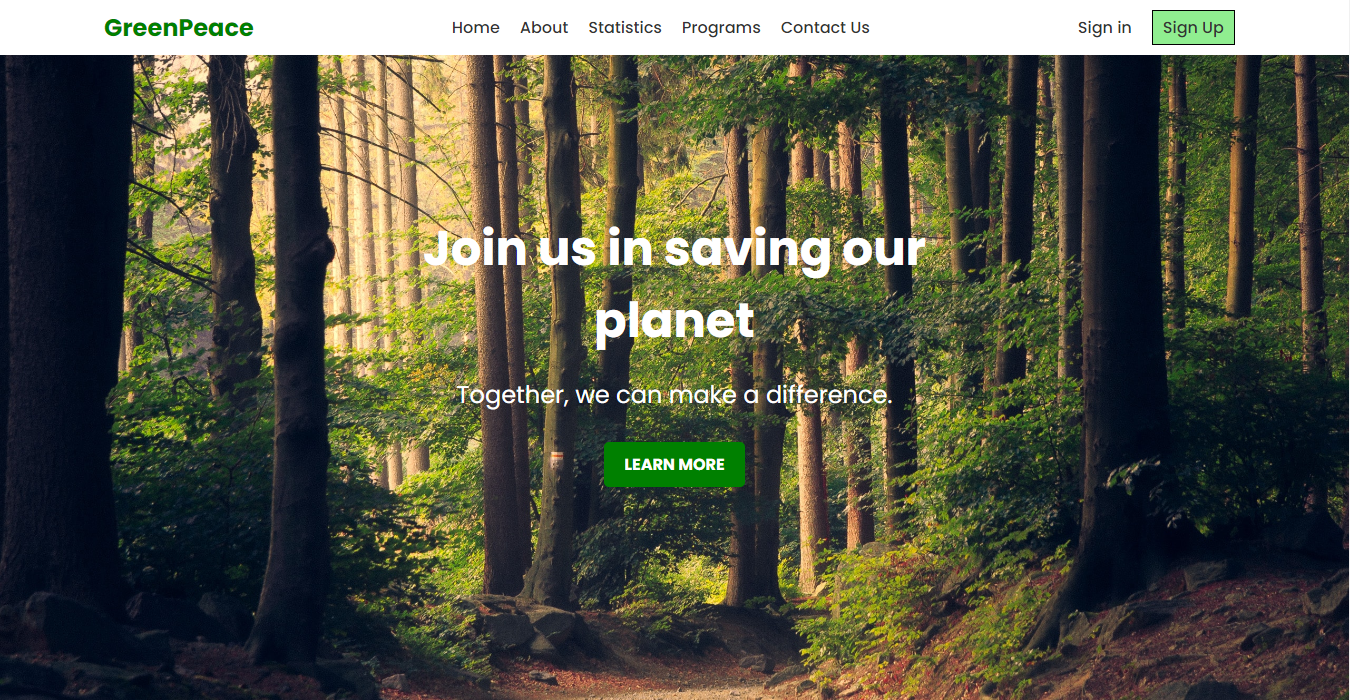 GreenPeace
Home About Statistics Programs Contact Us
Sign in Sign Up
Join us in saving our
planet
Together, we can make a difference.
LEARN MORE